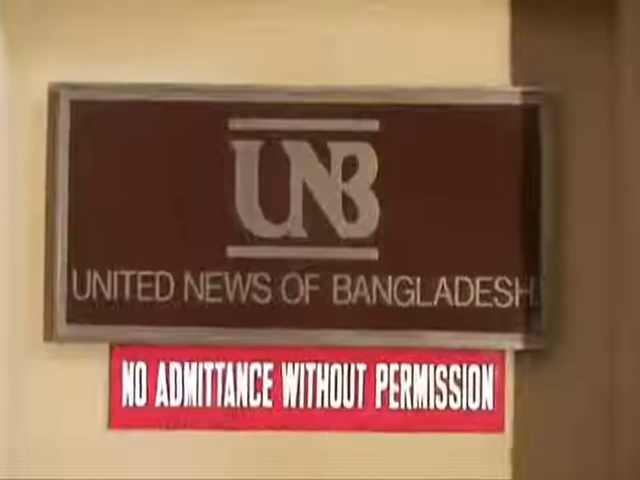 UNB
UNITED NEWS OF BANGLADESH
NO ADMITTANCE WITHOUT PERMISSION